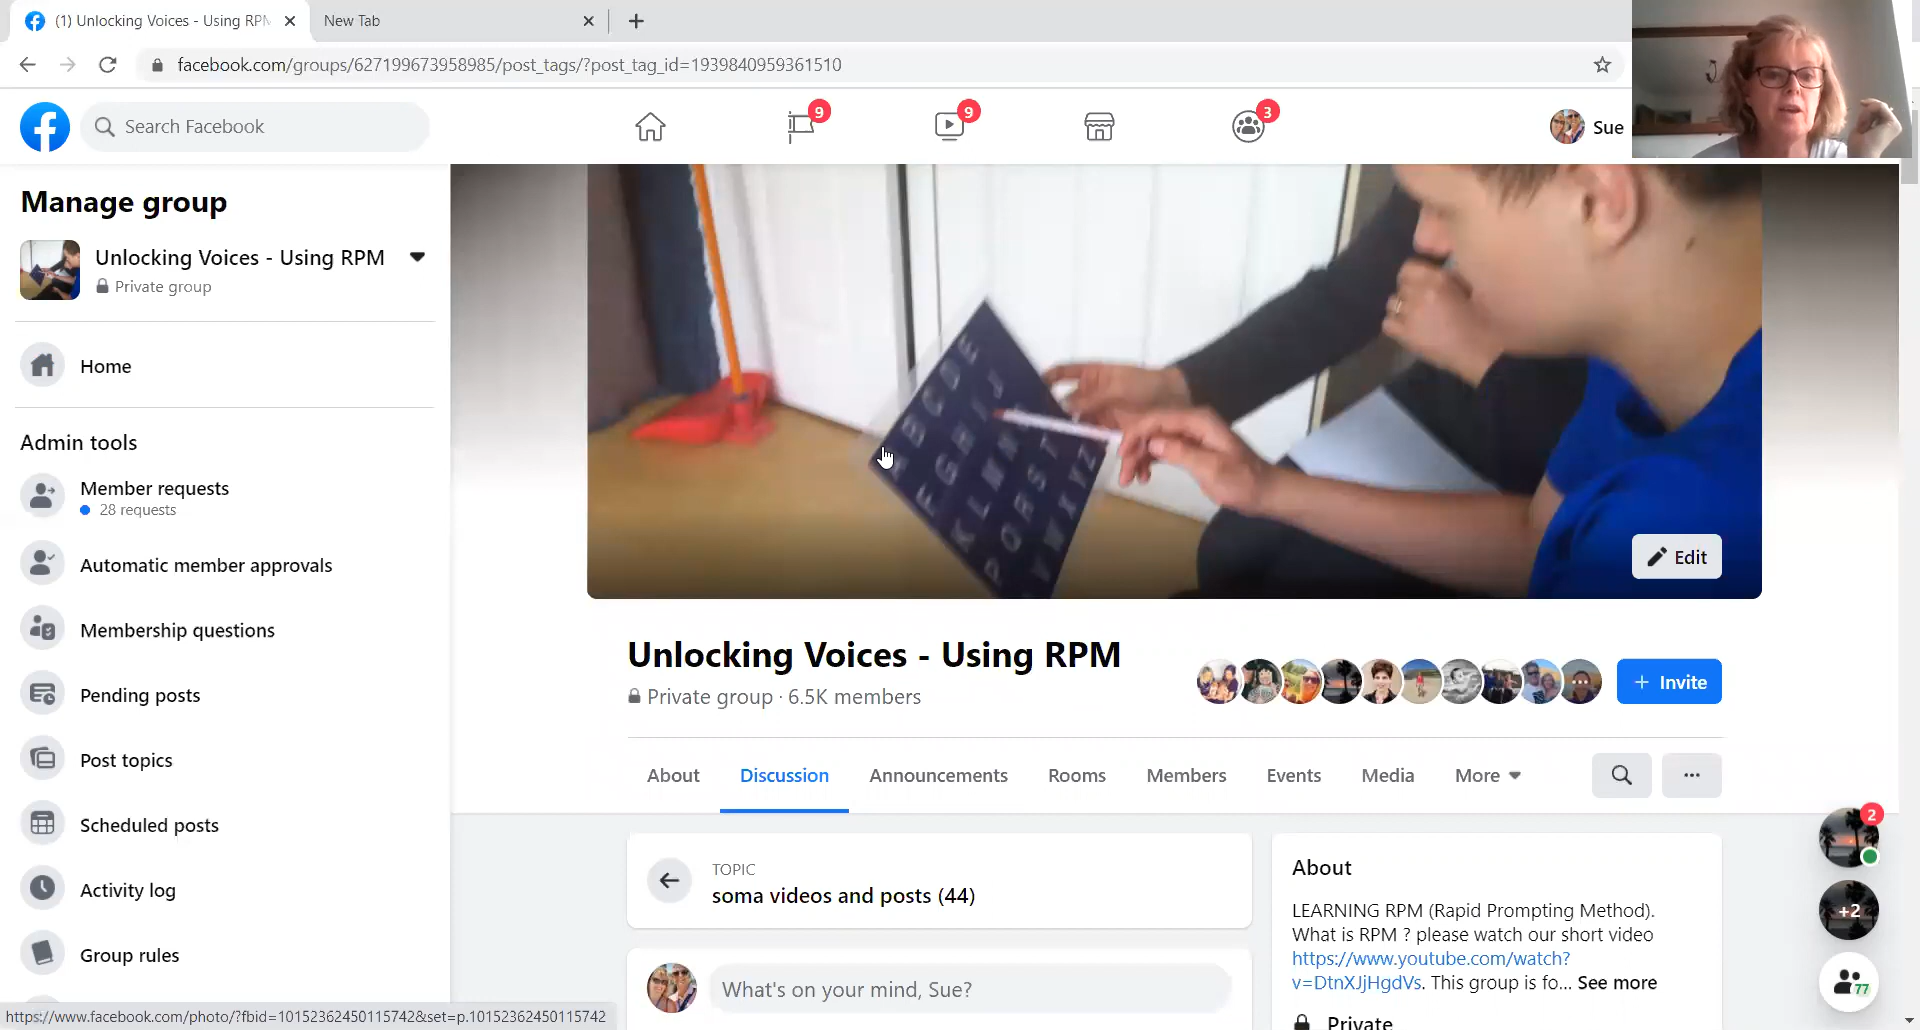 (1) Unlocking Voices - Using RPM
New Tab
facebook.com/groups/627199673958985/post_tags/?post_tag_id=1939840959361510
Search Facebook
9
9
3
Sue
Manage group
Unlocking Voices - Using RPM
Private group
Home
Admin tools
Member requests
28 requests
Automatic member approvals
Membership questions
Pending posts
Post topics
Scheduled posts
Activity log
Group rules
https://www.facebook.com/photo/?fbid=10152362450115742&set=p.10152362450115742
B C D E
F G H I J
K L M N
P Q R S T
V W X Y Z
Edit
Unlocking Voices - Using RPM
Private group · 6.5K members
+ Invite
About
Discussion
Announcements
Rooms
Members
Events
Media
More
TOPIC
soma videos and posts (44)
What's on your mind, Sue?
About
LEARNING RPM (Rapid Prompting Method).
What is RPM ? please watch our short video
https://www.youtube.com/watch?
v=DtnXJjHgdVs. This group is fo... See more
Private
2
+2
77